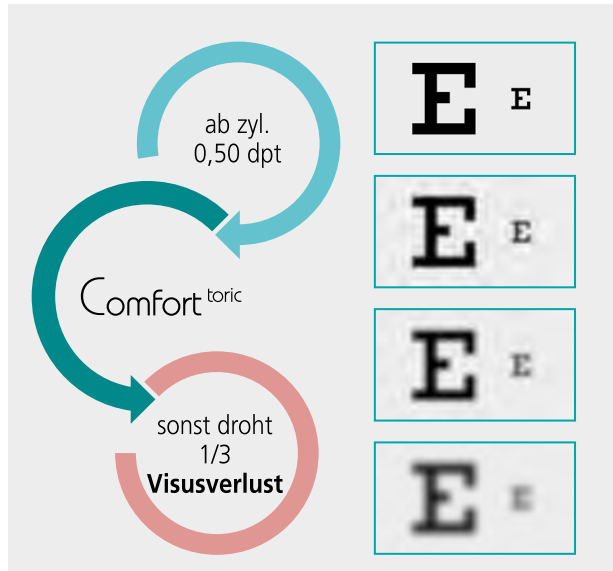 ab zyl.
0,50 dpt
Comfort toric
sonst droht
1/3
Visusverlust
E E
E E
E E
E E